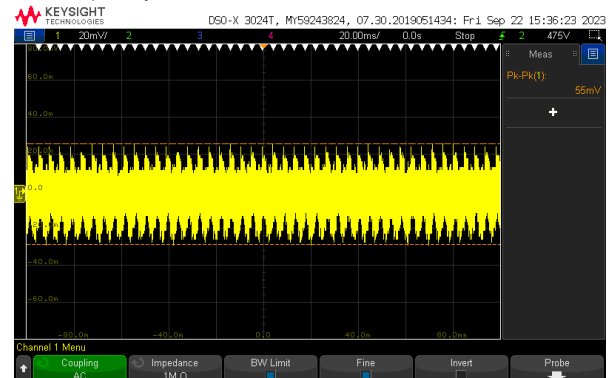 KEYSIGHT
TECHNOLOGIES
DSO-X 3024T, MY59243824, 07.30.2019051434: Fri Sep 22 15:36:23 2023
1 20mV/ 2 3 4 20.00ms/ 0.0s Stop 2 475V
Meas
Pk-Pk(1):
55mV
80.0m
60.0m
40.0m
20.0m
0.0
-20.0m
-40.0m
-60.0m
-80.0m -40.0m 0.0 40.0m 80.0ms
Channel 1 Menu
Coupling Impedance BW Limit Fine Invert Probe
AC 1M Ω